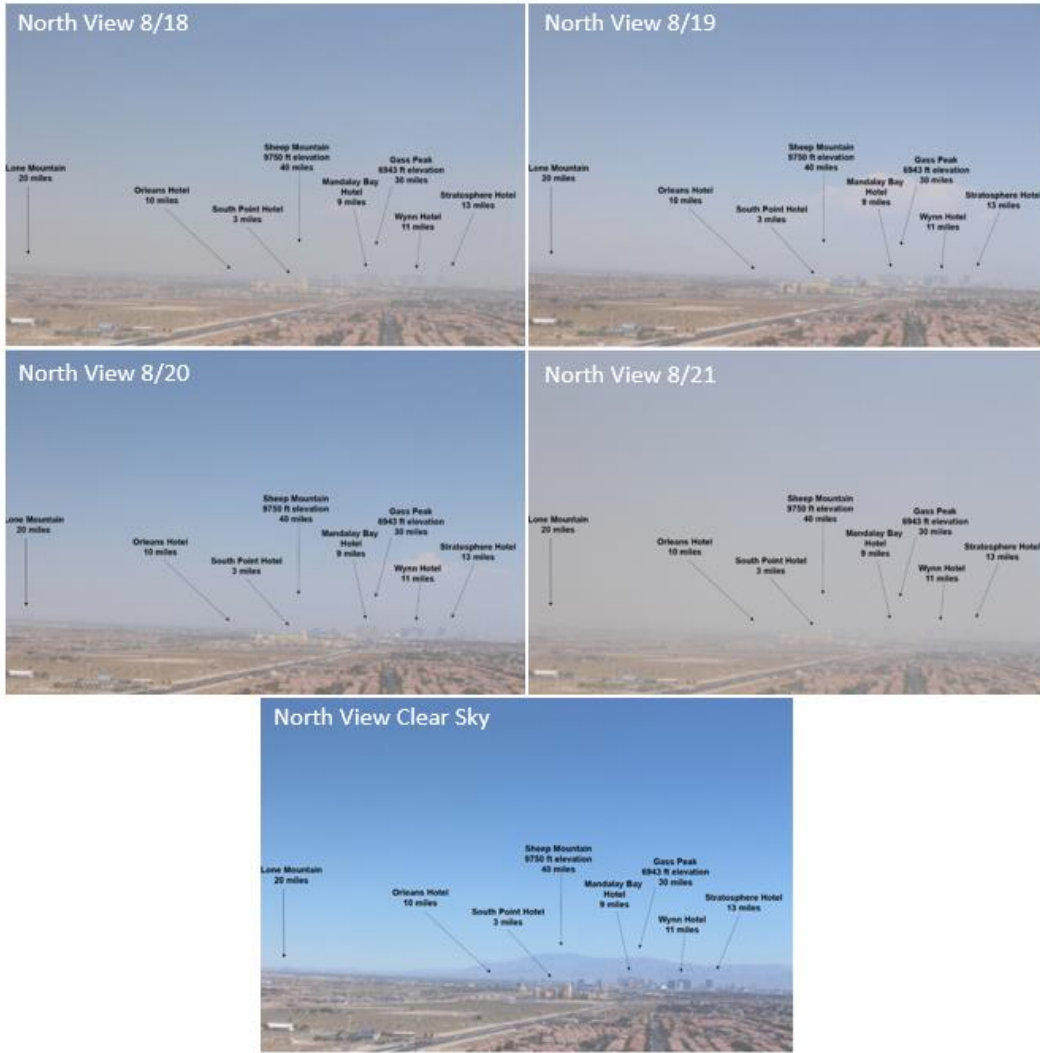 North View 8/18
Lone Mountain
20 miles
Orleans Hotel
10 miles
South Point Hotel
3 miles
Sheep Mountain
9750 ft elevation
40 miles
Mandalay Bay
Hotel
9 miles
Gass Peak
6943 ft elevation
30 miles
Wynn Hotel
11 miles
Stratosphere Hotel
13 miles
North View 8/19
Lone Mountain
20 miles
Orleans Hotel
10 miles
South Point Hotel
3 miles
Sheep Mountain
9750 ft elevation
40 miles
Mandalay Bay
Hotel
9 miles
Gass Peak
6943 ft elevation
30 miles
Wynn Hotel
11 miles
Stratosphere Hotel
13 miles
North View 8/20
Lone Mountain
20 miles
Orleans Hotel
10 miles
South Point Hotel
3 miles
Sheep Mountain
9750 ft elevation
40 miles
Mandalay Bay
Hotel
9 miles
Gass Peak
6943 ft elevation
30 miles
Wynn Hotel
11 miles
Stratosphere Hotel
13 miles
North View 8/21
Lone Mountain
20 miles
Orleans Hotel
10 miles
South Point Hotel
3 miles
Sheep Mountain
9750 ft elevation
40 miles
Mandalay Bay
Hotel
9 miles
Gass Peak
6943 ft elevation
30 miles
Wynn Hotel
11 miles
Stratosphere Hotel
13 miles
North View Clear Sky
Lone Mountain
20 miles
Orleans Hotel
10 miles
South Point Hotel
3 miles
Sheep Mountain
9750 ft elevation
40 miles
Mandalay Bay
Hotel
9 miles
Gass Peak
6943 ft elevation
30 miles
Wynn Hotel
11 miles
Stratosphere Hotel
13 miles